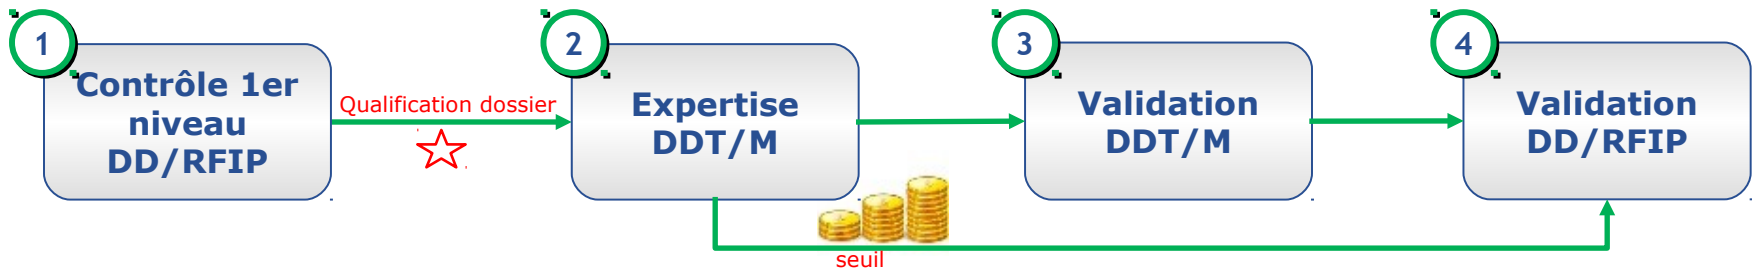 1
Contrôle 1er
niveau
DD/RFIP
Qualification dossier
2
Expertise
DDT/M
3
Validation
DDT/M
4
Validation
DD/RFIP
seuil